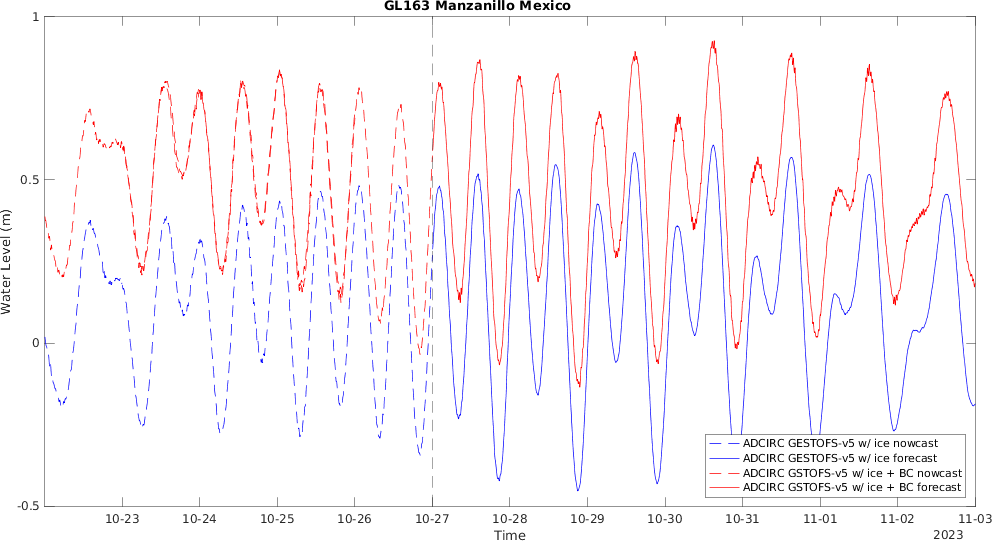 GL163 Manzanillo Mexico
1
0.5
0
-0.5
Water Level (m)
10-23 10-24 10-25 10-26 10-27 10-28 10-29 10-30 10-31 11-01 11-02 11-03
Time
2023
ADCIRC GESTOFS-v5 w/ ice nowcast
ADCIRC GESTOFS-v5 w/ ice forecast
ADCIRC GSTOFS-v5 w/ ice + BC nowcast
ADCIRC GSTOFS-v5 w/ ice + BC forecast